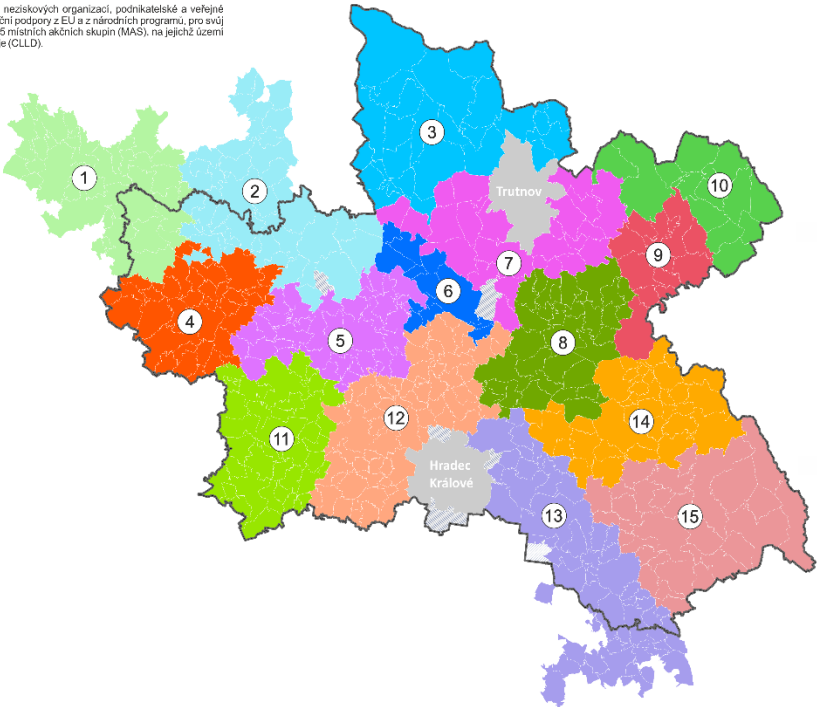 neziskových organizací, podnikatelské a veřejné
ční podpory z EU a z národních programů, pro svůj
5 místních akčních skupin (MAS), na jejichž území
je (CLLD).
3
1
2
Trutnov
10
9
7
6
4
5
8
12
14
11
Hradec
Králové
13
15